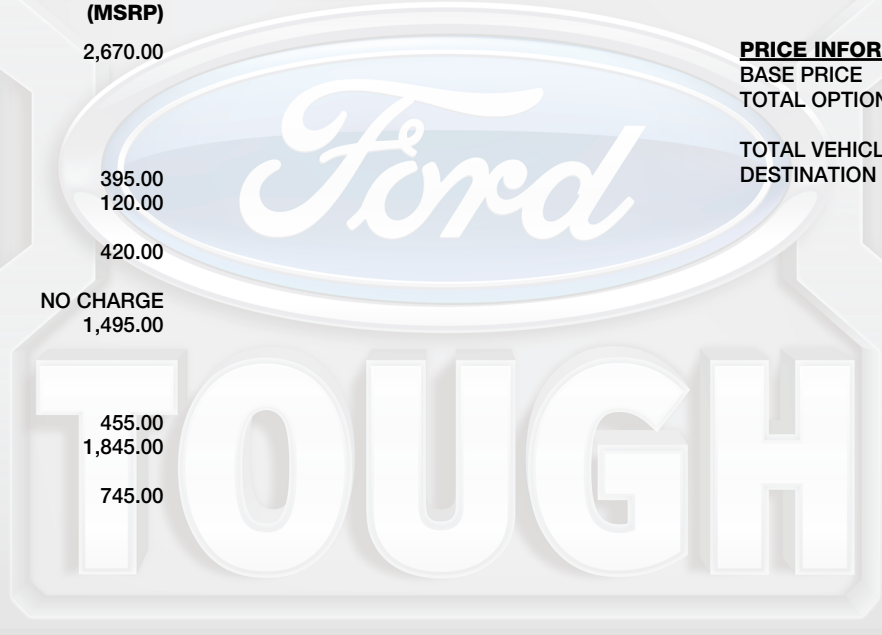 (MSRP)
2,670.00
395.00
120.00
420.00
NO CHARGE
1,495.00
455.00
1,845.00
745.00
PRICE INFOR
BASE PRICE
TOTAL OPTION
TOTAL VEHICL
DESTINATION
Ford
TOUGH